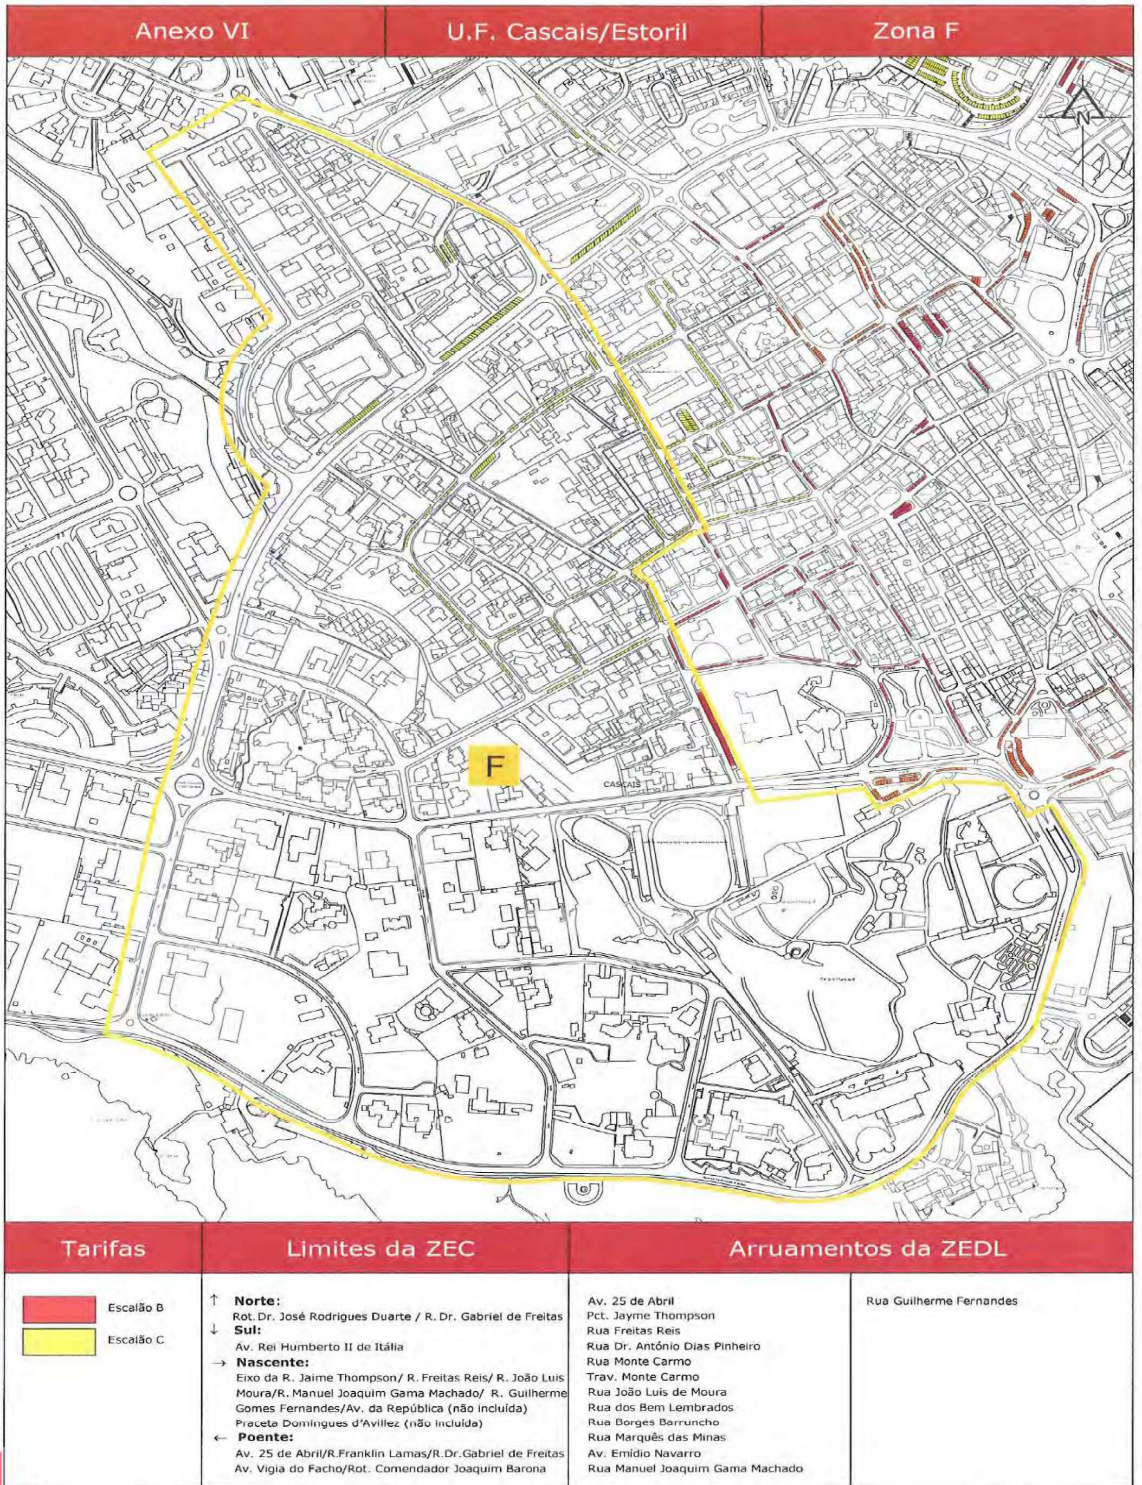 Anexo VI
U.F. Cascais/Estoril
Zona F
N
F
CASCAIS
Tarifas
Escalão B
Escalão C
Limites da ZEC
↑ Norte:
Rot. Dr. José Rodrigues Duarte / R. Dr. Gabriel de Freitas
↓ Sul:
Av. Rei Humberto II de Itália
→ Nascente:
Eixo da R. Jaime Thompson/ R. Freitas Reis/ R. João Luis
Moura/R. Manuel Joaquim Gama Machado/ R. Guilherme
Gomes Fernandes/Av. da República (não incluída)
Praceta Domingues d'Avillez (não incluída)
← Poente:
Av. 25 de Abril/R.Franklin Lamas/R.Dr.Gabriel de Freitas
Av. Vigia do Facho/Rot. Comendador Joaquim Barona
Arruamentos da ZEDL
Av. 25 de Abril
Pct. Jayme Thompson
Rua Freitas Reis
Rua Dr. António Dias Pinheiro
Rua Monte Carmo
Trav. Monte Carmo
Rua João Luis de Moura
Rua dos Bem Lembrados
Rua Borges Barruncho
Rua Marquês das Minas
Av. Emídio Navarro
Rua Manuel Joaquim Gama Machado
Rua Guilherme Fernandes